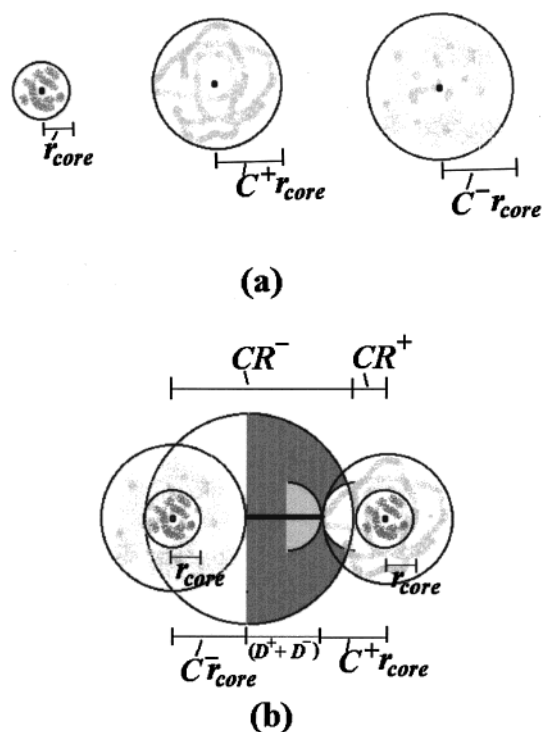 r_core
C⁺r_core
C⁻r_core
(a)
CR⁻ CR⁺
r_core r_core
C⁻r_core (D⁺+D⁻) C⁺r_core
(b)